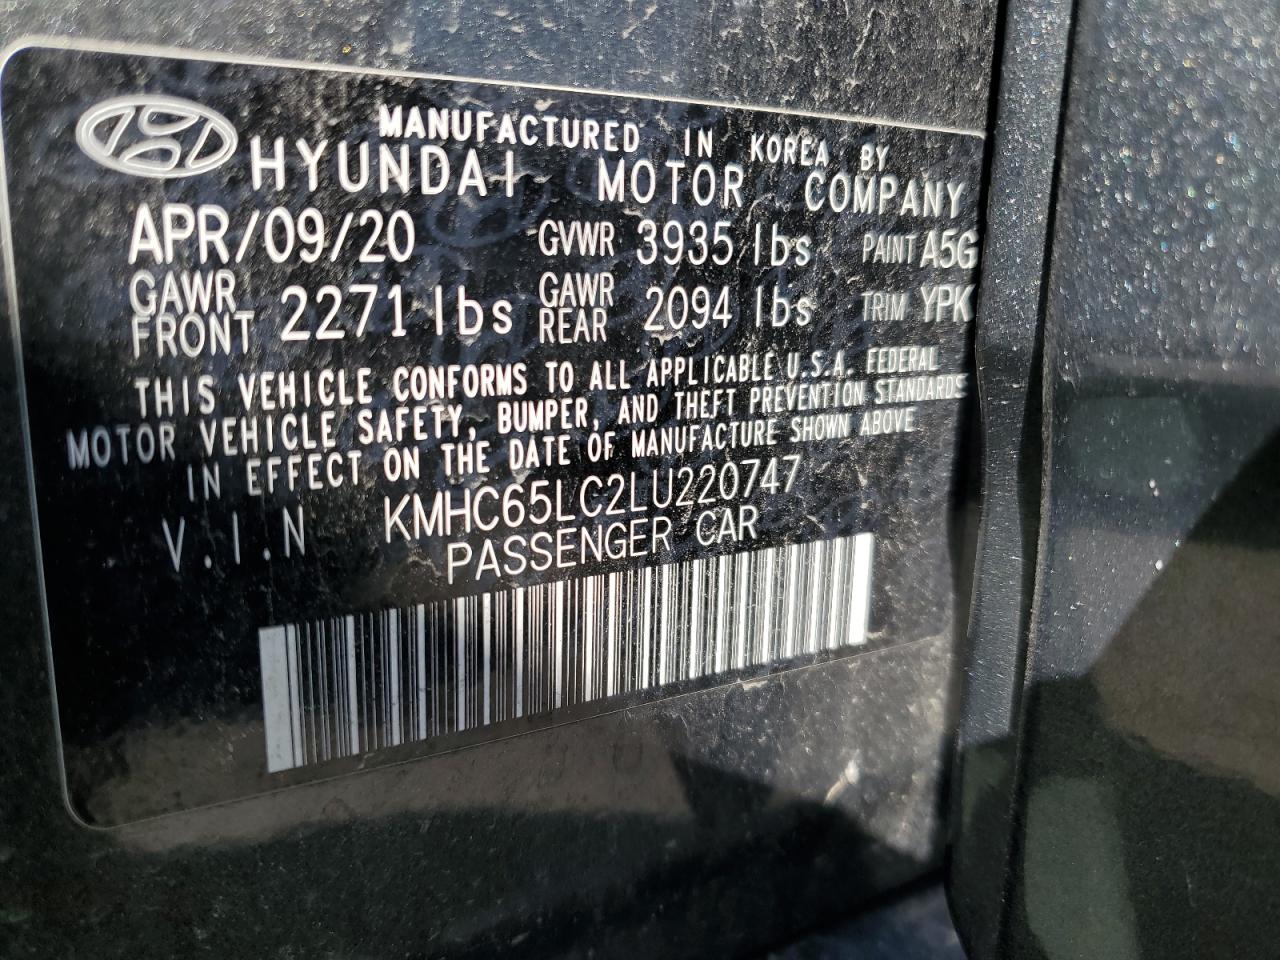 MANUFACTURED IN KOREA BY
HYUNDAI MOTOR COMPANY
APR/09/20 GVWR 3935 lbs PAINT A5G
GAWR FRONT 2271 lbs GAWR REAR 2094 lbs TRIM YPK
THIS VEHICLE CONFORMS TO ALL APPLICABLE U.S.A. FEDERAL
MOTOR VEHICLE SAFETY, BUMPER, AND THEFT PREVENTION STANDARDS
IN EFFECT ON THE DATE OF MANUFACTURE SHOWN ABOVE
V.I.N KMHC65LC2LU220747
PASSENGER CAR